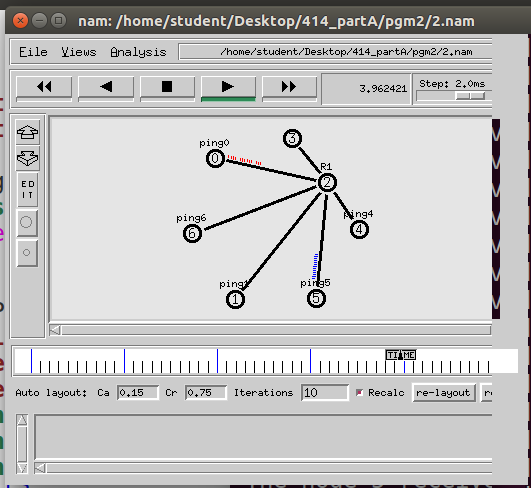 nam: /home/student/Desktop/414_partA/pgm2/2.nam
File Views Analysis /home/student/Desktop/414_partA/pgm2/2.nam
3.962421 Step: 2.0ms
ED
IT
3
ping0
0
R1
2
ping6
6
ping4
4
ping1
1
ping5
5
TIME
Auto layout: Ca 0.15 Cr 0.75 Iterations 10 Recalc re-layout